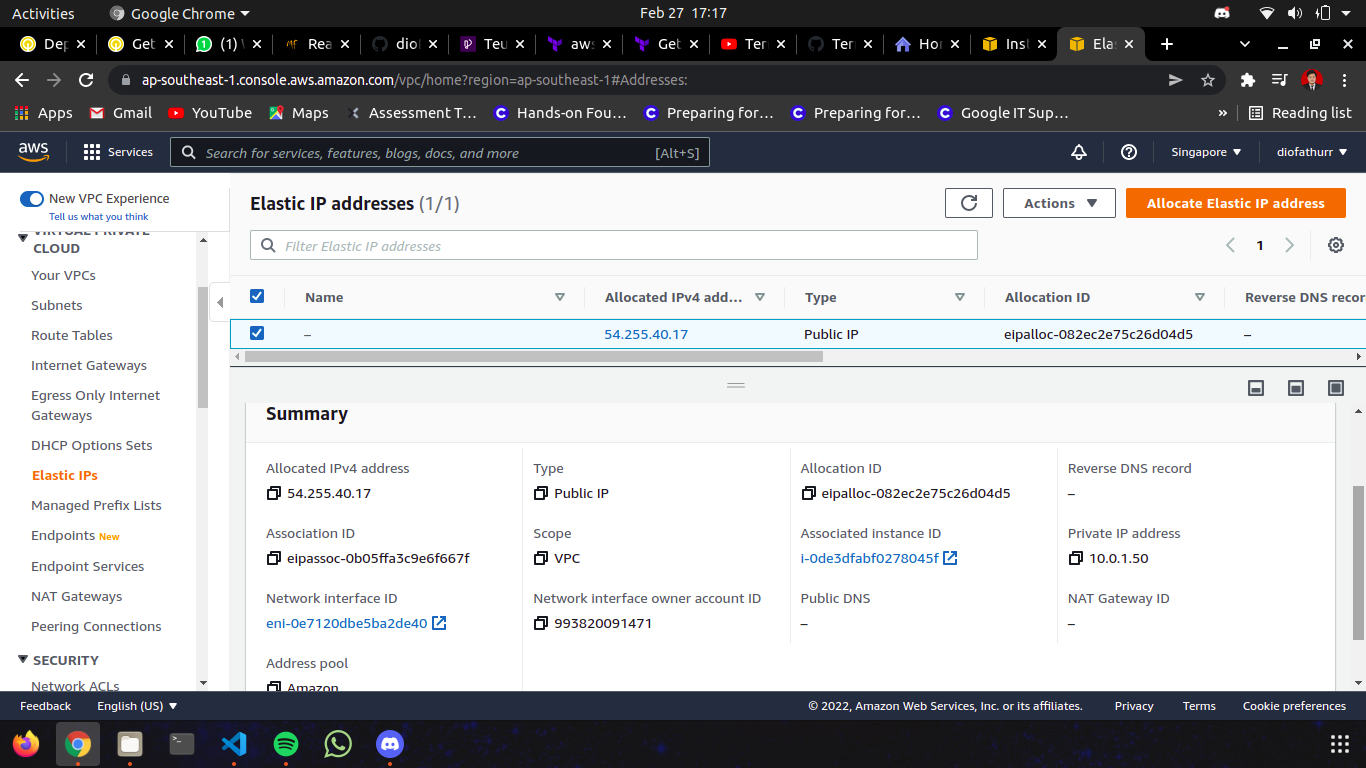 Activities Google Chrome Feb 27 17:17
Dep Get (1) W Rea diol Teu aws Get Terr Terr Hor Inst Ela
ap-southeast-1.console.aws.amazon.com/vpc/home?region=ap-southeast-1#Addresses:
Apps Gmail YouTube Maps Assessment T... Hands-on Fou... Preparing for... Preparing for... Google IT Sup... » Reading list
aws Services Search for services, features, blogs, docs, and more [Alt+S] Singapore diofathurr
New VPC Experience
Tell us what you think
VIRTUAL PRIVATE
CLOUD
Your VPCs
Subnets
Route Tables
Internet Gateways
Egress Only Internet
Gateways
DHCP Options Sets
Elastic IPs
Managed Prefix Lists
Endpoints New
Endpoint Services
NAT Gateways
Peering Connections
SECURITY
Network ACLs
Elastic IP addresses (1/1) Actions Allocate Elastic IP address
Filter Elastic IP addresses 1
Name Allocated IPv4 add... Type Allocation ID Reverse DNS recor
– 54.255.40.17 Public IP eipalloc-082ec2e75c26d04d5 –
Summary
Allocated IPv4 address Type Allocation ID Reverse DNS record
54.255.40.17 Public IP eipalloc-082ec2e75c26d04d5 –
Association ID Scope Associated instance ID Private IP address
eipassoc-0b05ffa3c9e6f667f VPC i-0de3dfabf0278045f 10.0.1.50
Network interface ID Network interface owner account ID Public DNS NAT Gateway ID
eni-0e7120dbe5ba2de40 993820091471 – –
Address pool
Amazon
Feedback English (US) © 2022, Amazon Web Services, Inc. or its affiliates. Privacy Terms Cookie preferences